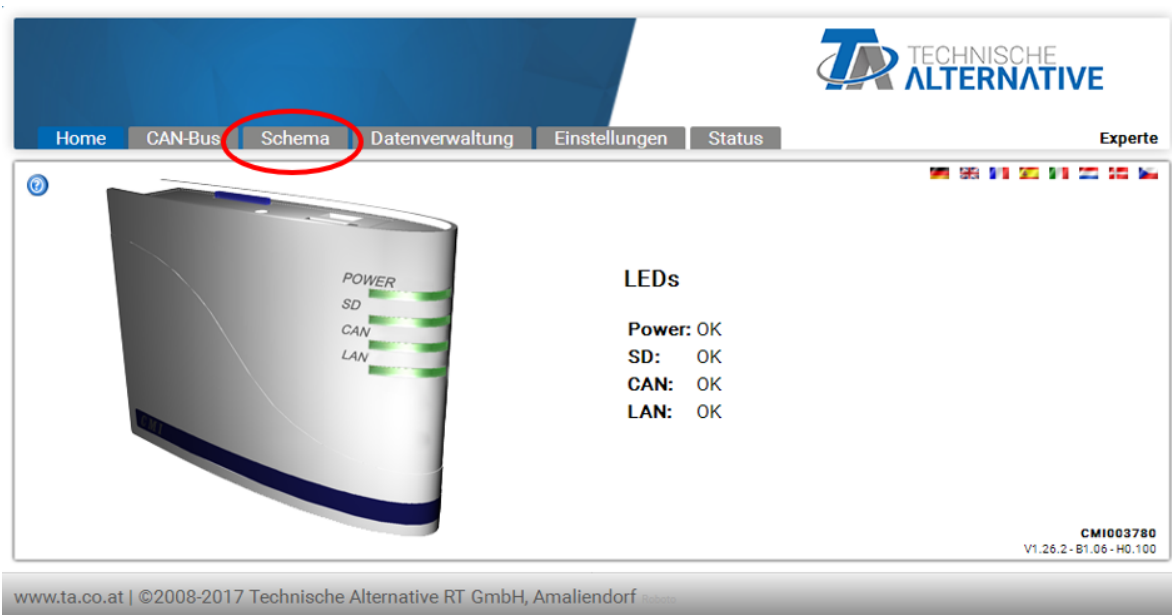 TECHNISCHE
ALTERNATIVE
Home CAN-Bus Schema Datenverwaltung Einstellungen Status Experte
POWER
SD
CAN
LAN
CMI
LEDs
Power: OK
SD: OK
CAN: OK
LAN: OK
CMI003780
V1.26.2 - B1.06 - H0.100
www.ta.co.at | ©2008-2017 Technische Alternative RT GmbH, Amaliendorf Roboto